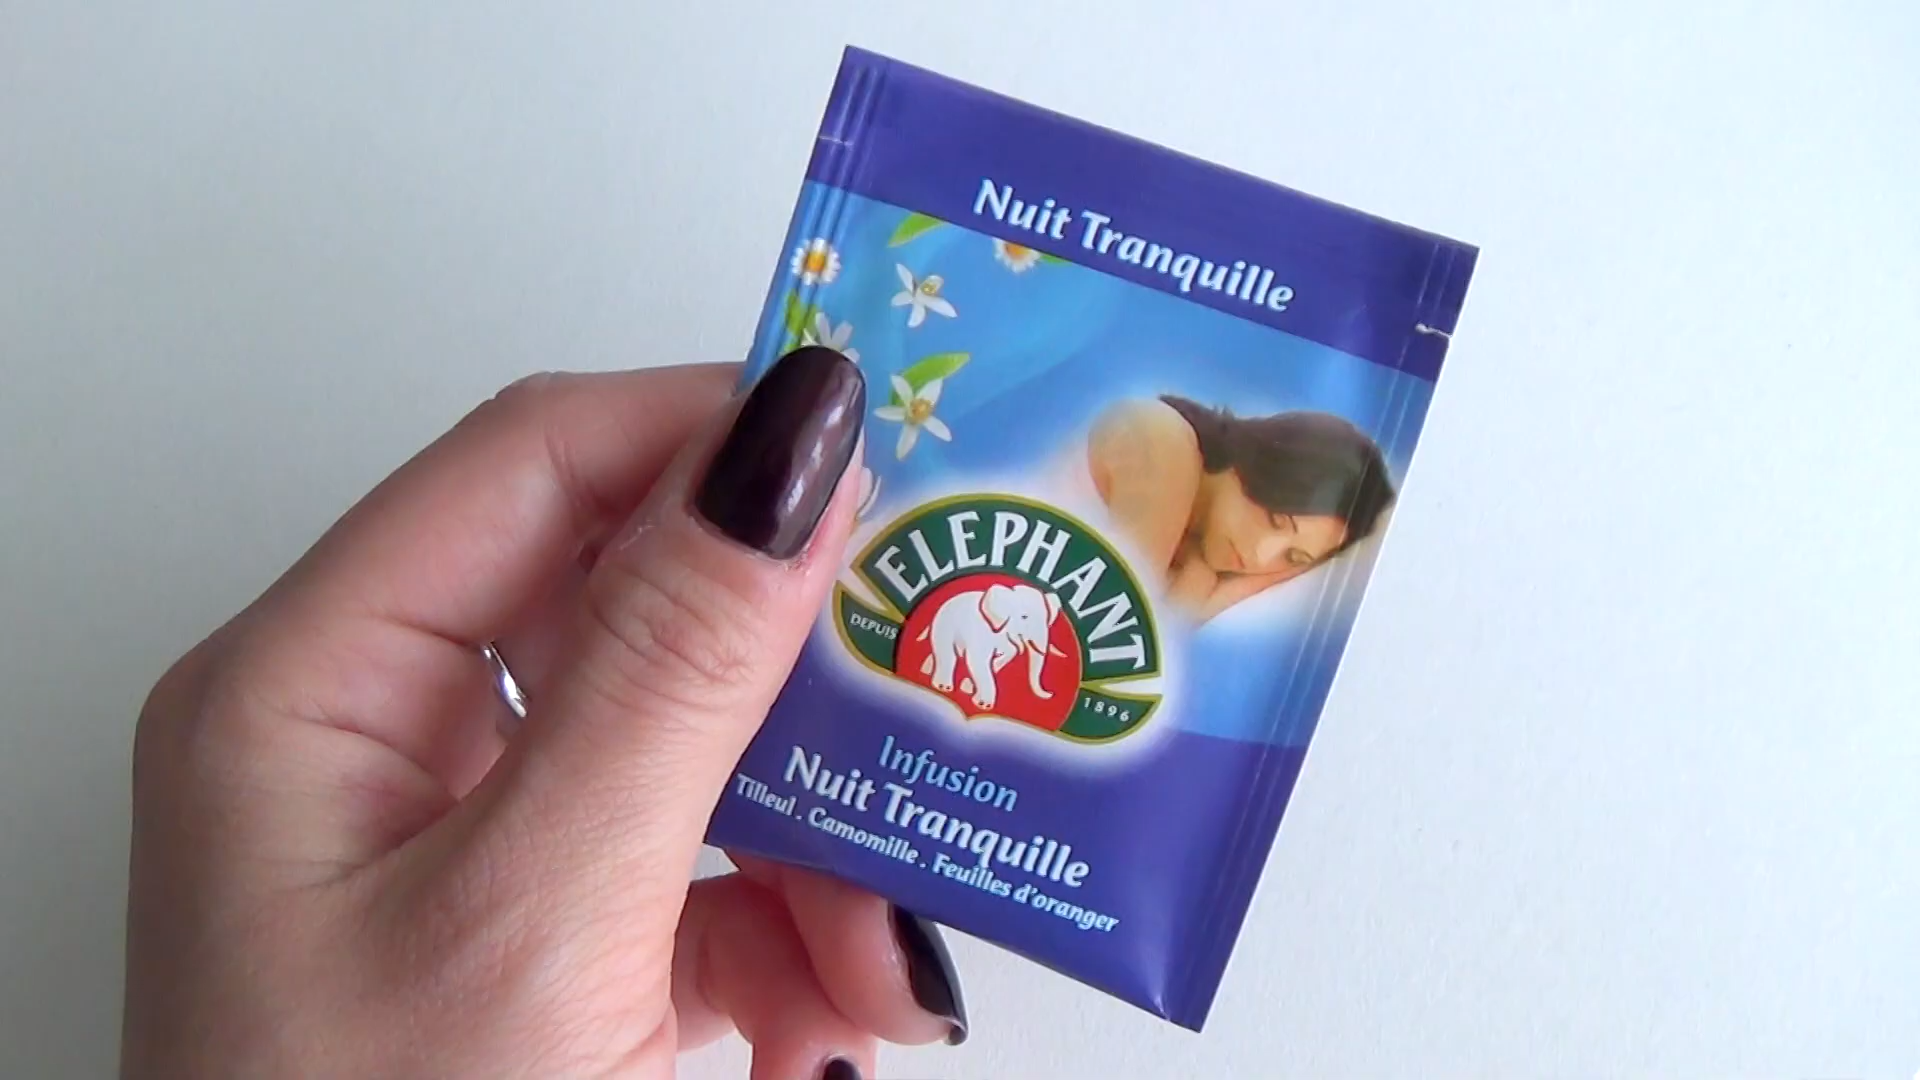 Nuit Tranquille
ELEPHANT
DEPUIS 1896
Infusion
Nuit Tranquille
Tilleul . Camomille . Feuilles d'oranger